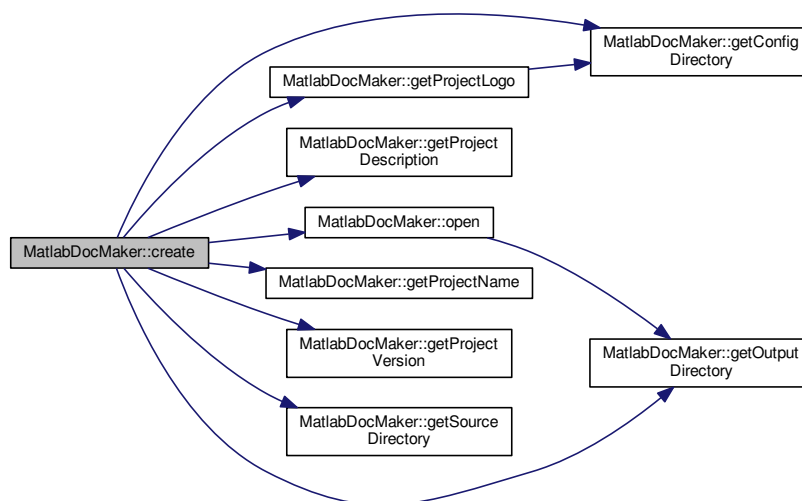 MatlabDocMaker::create
MatlabDocMaker::getProjectLogo
MatlabDocMaker::getProject
Description
MatlabDocMaker::open
MatlabDocMaker::getProjectName
MatlabDocMaker::getProject
Version
MatlabDocMaker::getSource
Directory
MatlabDocMaker::getConfig
Directory
MatlabDocMaker::getOutput
Directory